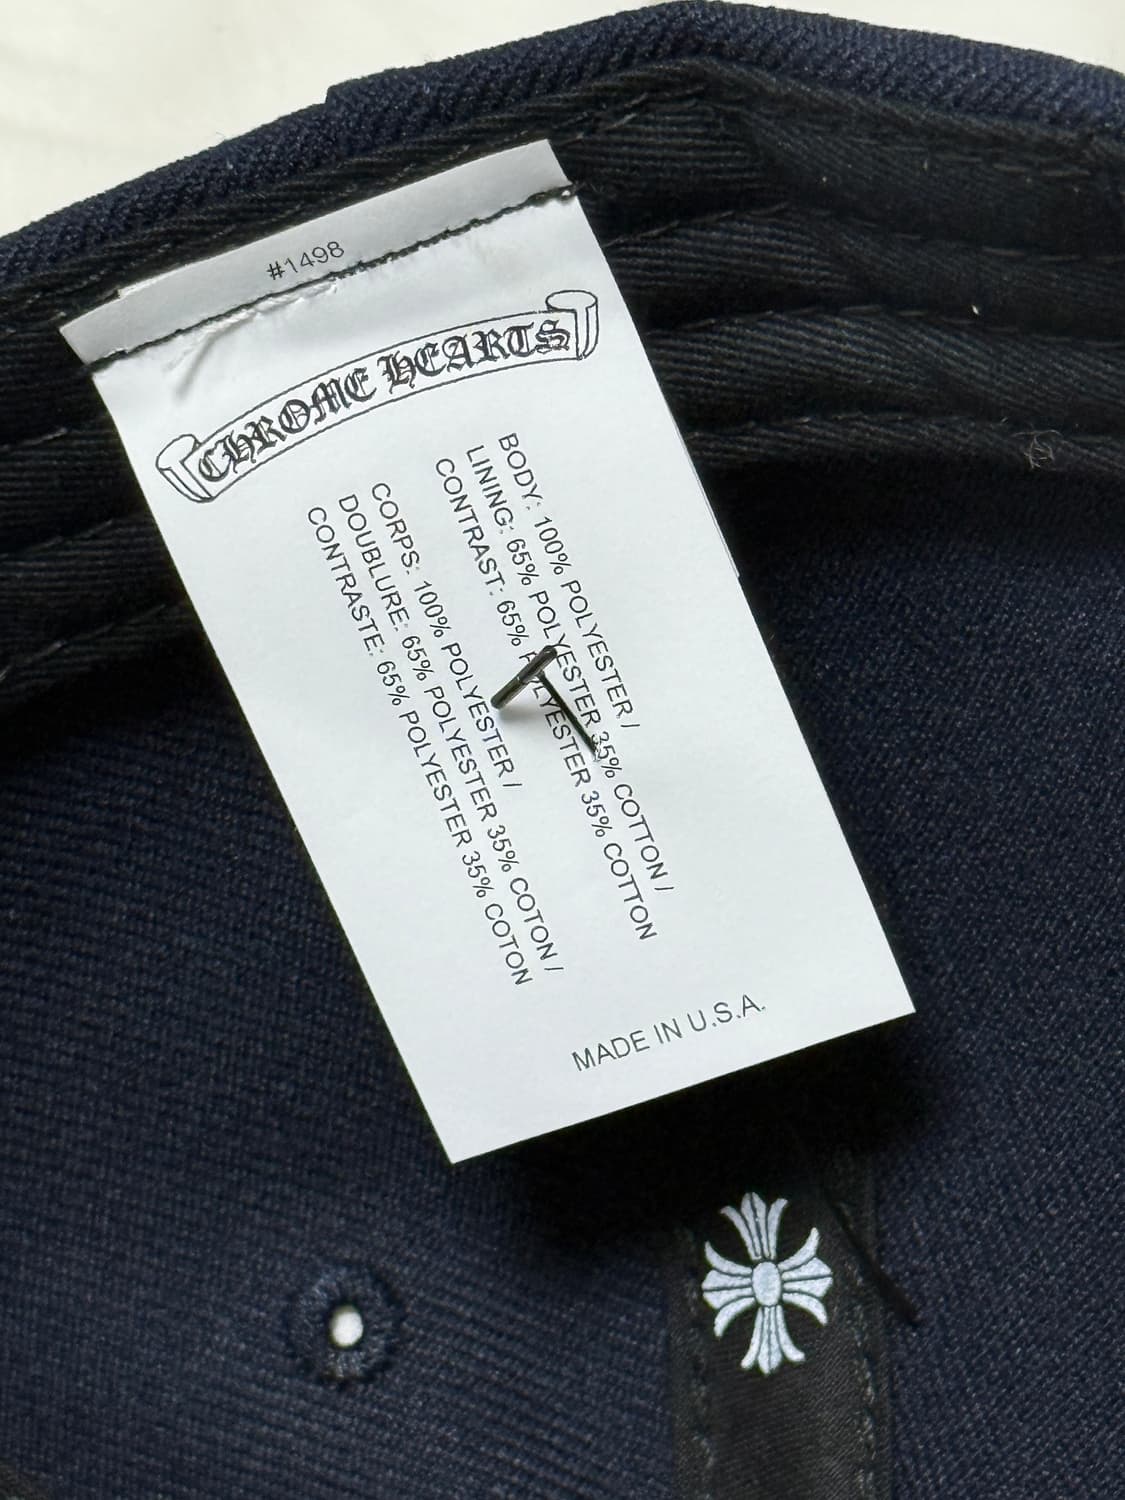 #1498
CHROME HEARTS
BODY: 100% POLYESTER /
LINING: 65% POLYESTER 35% COTTON /
CONTRAST: 65% POLYESTER 35% COTTON
CORPS: 100% POLYESTER /
DOUBLURE: 65% POLYESTER 35% COTON /
CONTRASTE: 65% POLYESTER 35% COTON
MADE IN U.S.A.